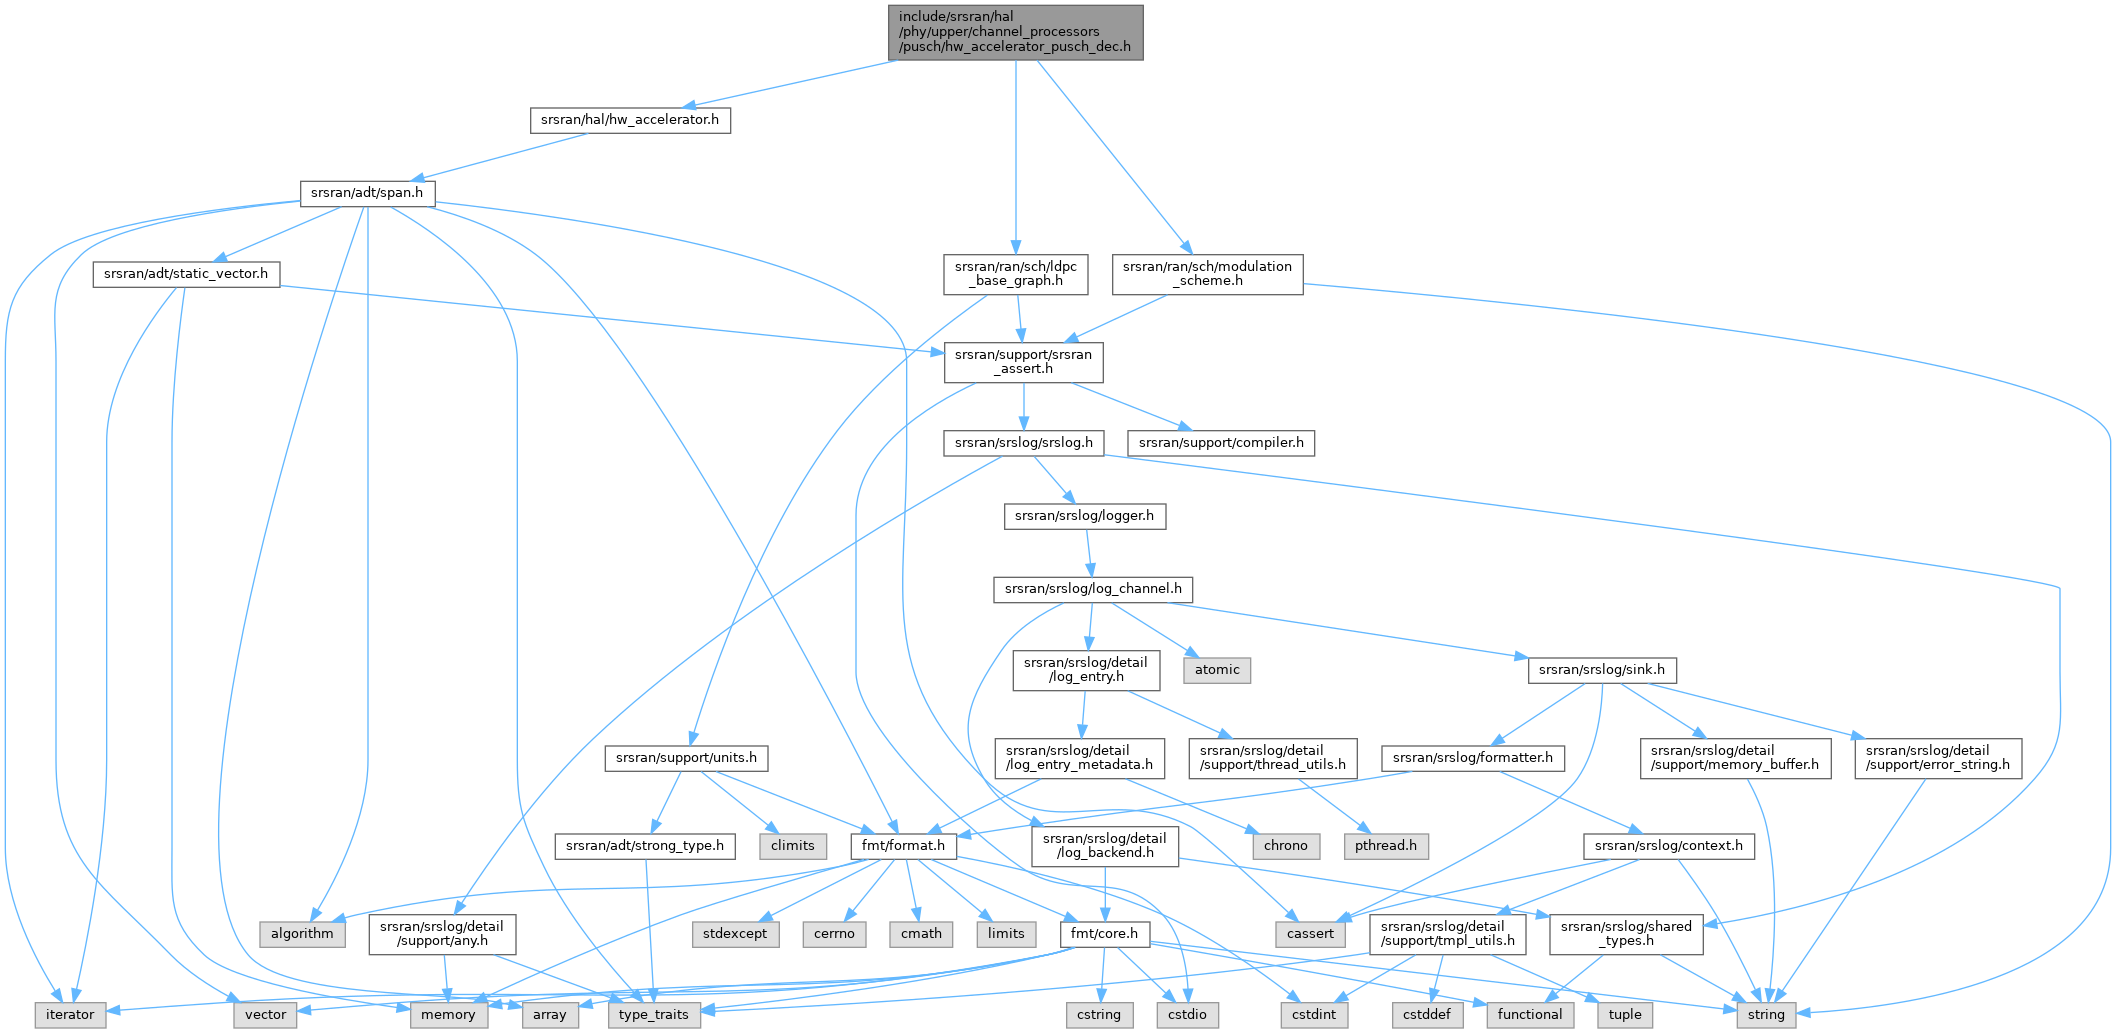 include/srsran/hal
/phy/upper/channel_processors
/pusch/hw_accelerator_pusch_dec.h
srsran/hal/hw_accelerator.h
srsran/adt/span.h
srsran/adt/static_vector.h
srsran/ran/sch/ldpc
_base_graph.h
srsran/ran/sch/modulation
_scheme.h
srsran/support/srsran
_assert.h
srsran/srslog/srslog.h
srsran/support/compiler.h
srsran/srslog/logger.h
srsran/srslog/log_channel.h
srsran/srslog/detail
/log_entry.h
atomic
srsran/srslog/sink.h
srsran/support/units.h
srsran/srslog/detail
/log_entry_metadata.h
srsran/srslog/detail
/support/thread_utils.h
srsran/srslog/formatter.h
srsran/srslog/detail
/support/memory_buffer.h
srsran/srslog/detail
/support/error_string.h
srsran/adt/strong_type.h
climits
fmt/format.h
srsran/srslog/detail
/log_backend.h
chrono
pthread.h
srsran/srslog/context.h
algorithm
srsran/srslog/detail
/support/any.h
stdexcept
cerrno
cmath
limits
fmt/core.h
cassert
srsran/srslog/detail
/support/tmpl_utils.h
srsran/srslog/shared
_types.h
iterator
vector
memory
array
type_traits
cstring
cstdio
cstdint
cstddef
functional
tuple
string